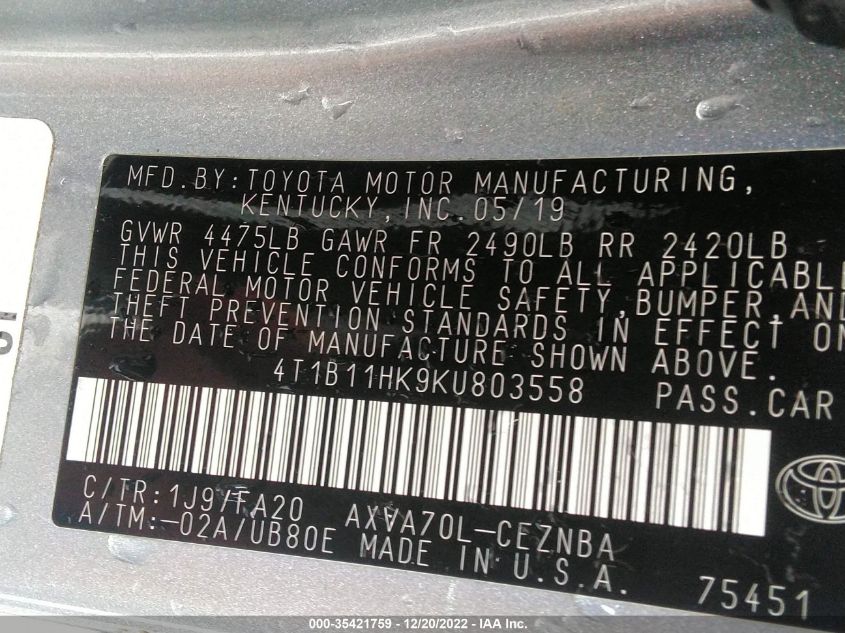 MFD.BY:TOYOTA MOTOR MANUFACTURING,
KENTUCKY,INC.05/19
GVWR 4475LB GAWR FR 2490LB RR 2420LB
THIS VEHICLE CONFORMS TO ALL APPLICABLE
FEDERAL MOTOR VEHICLE SAFETY,BUMPER,AND
THEFT PREVENTION STANDARDS IN EFFECT ON
THE DATE OF MANUFACTURE SHOWN ABOVE.
4T1B11HK9KU803558 PASS.CAR
C/TR:1J9/FA20 AXVA70L-CEZNBA
A/TM:-02A/UB80E MADE IN U.S.A.
75451
000-35421759 - 12/20/2022 - IAA Inc.